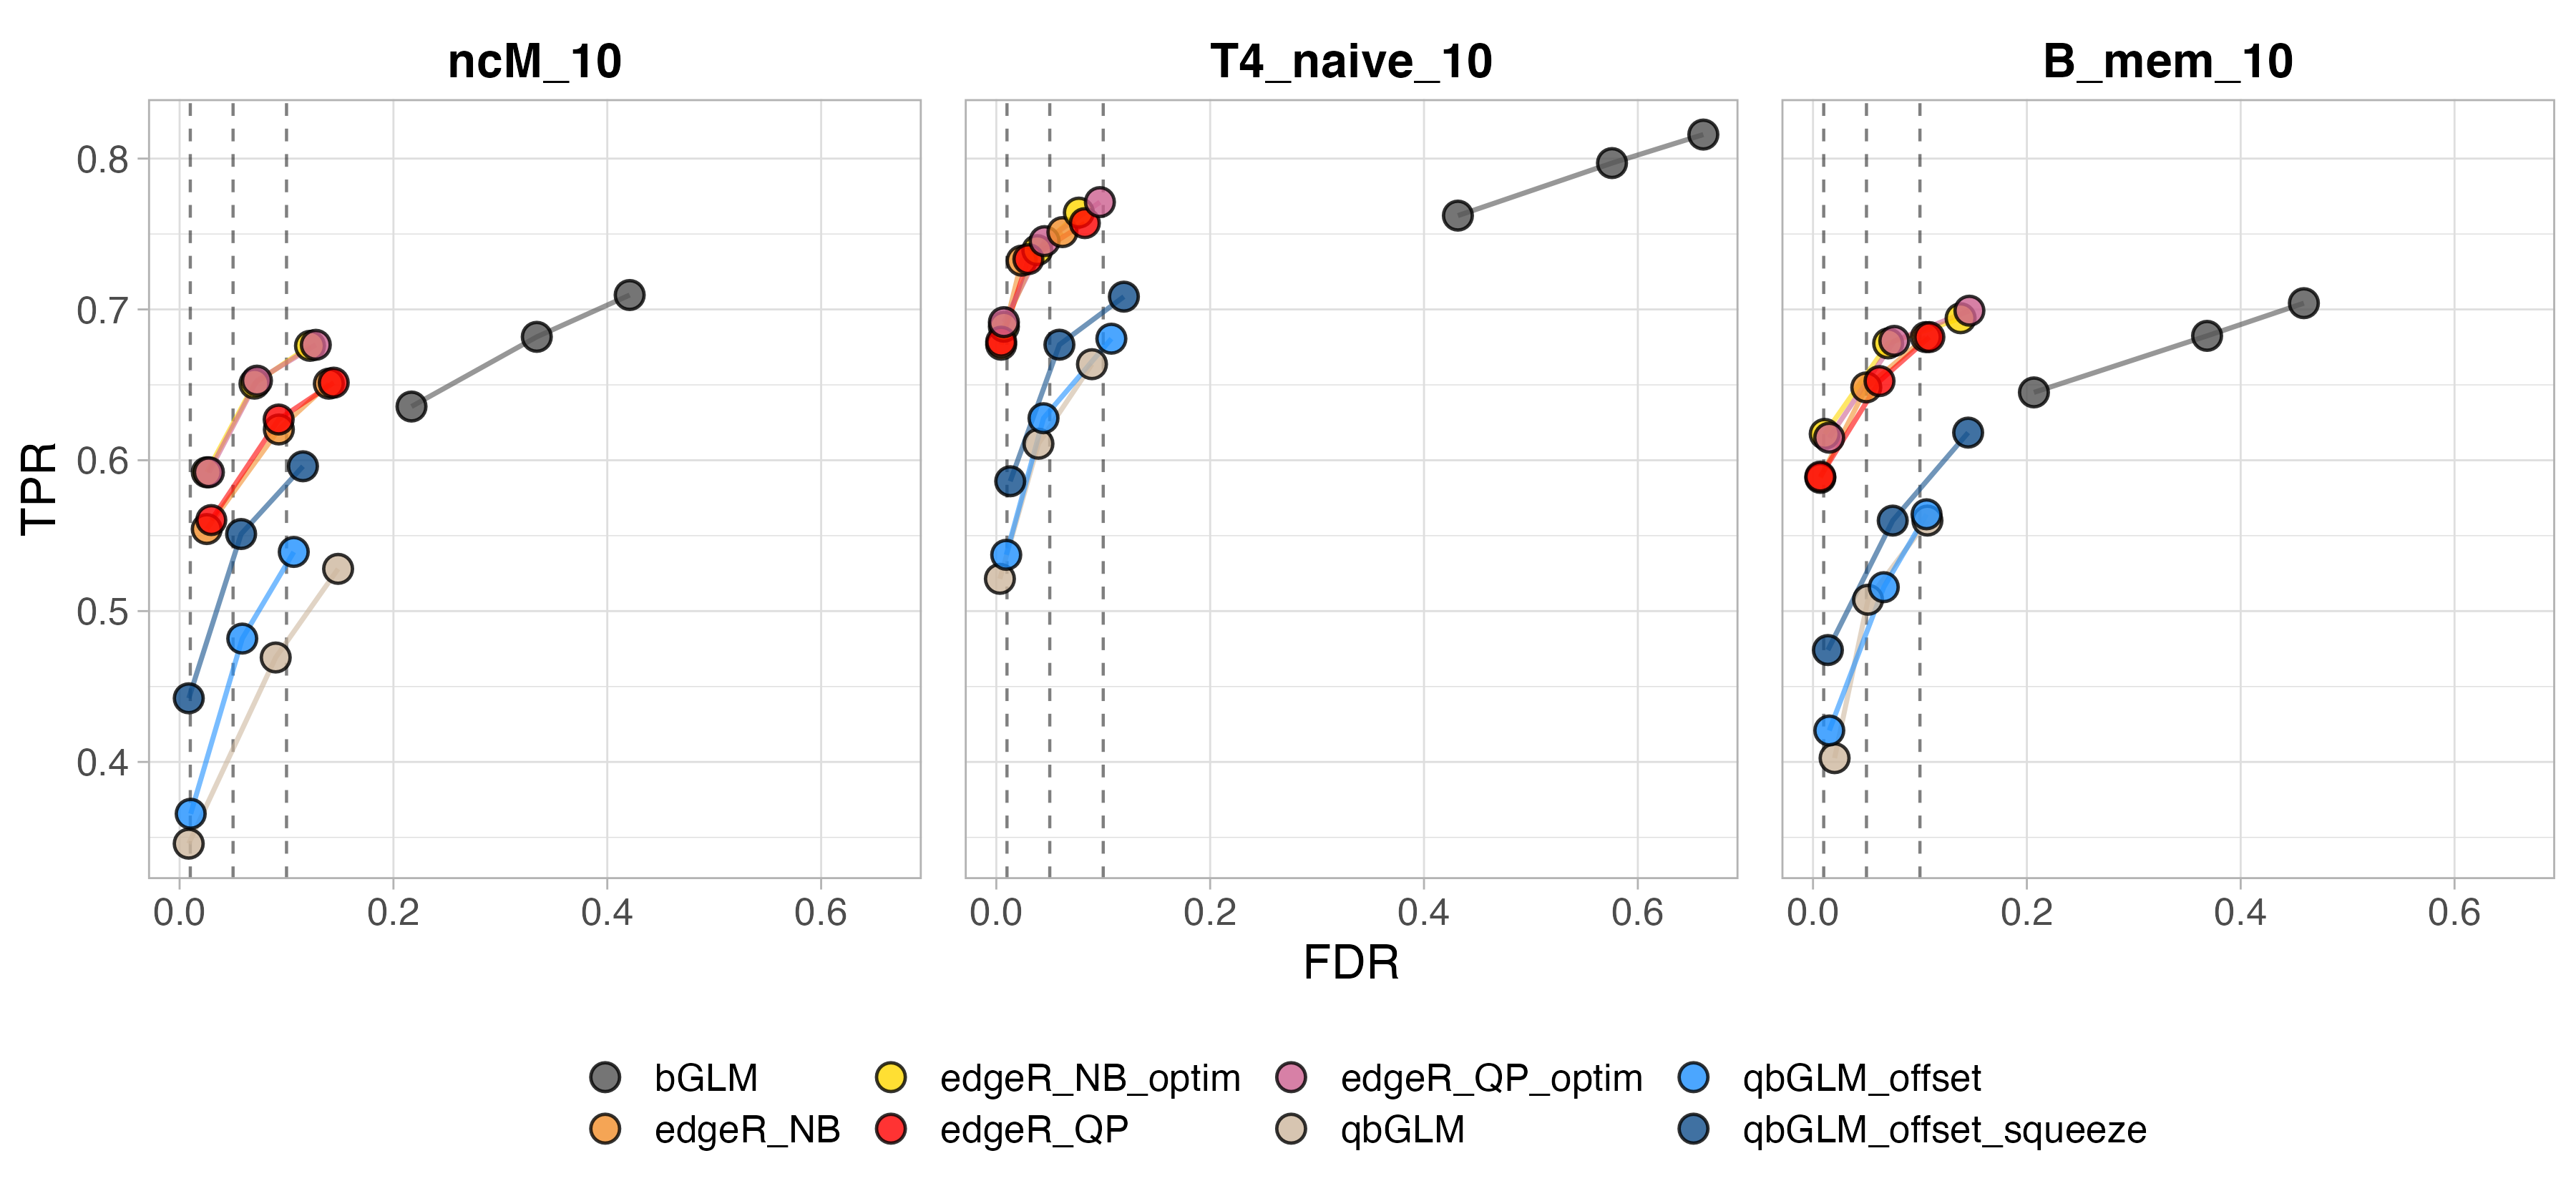 ncM_10 T4_naive_10 B_mem_10
0.8
0.7
0.6
0.5
0.4
TPR
0.0 0.2 0.4 0.6 0.0 0.2 0.4 0.6 0.0 0.2 0.4 0.6
FDR
bGLM edgeR_NB_optim edgeR_QP_optim qbGLM_offset
edgeR_NB edgeR_QP qbGLM qbGLM_offset_squeeze